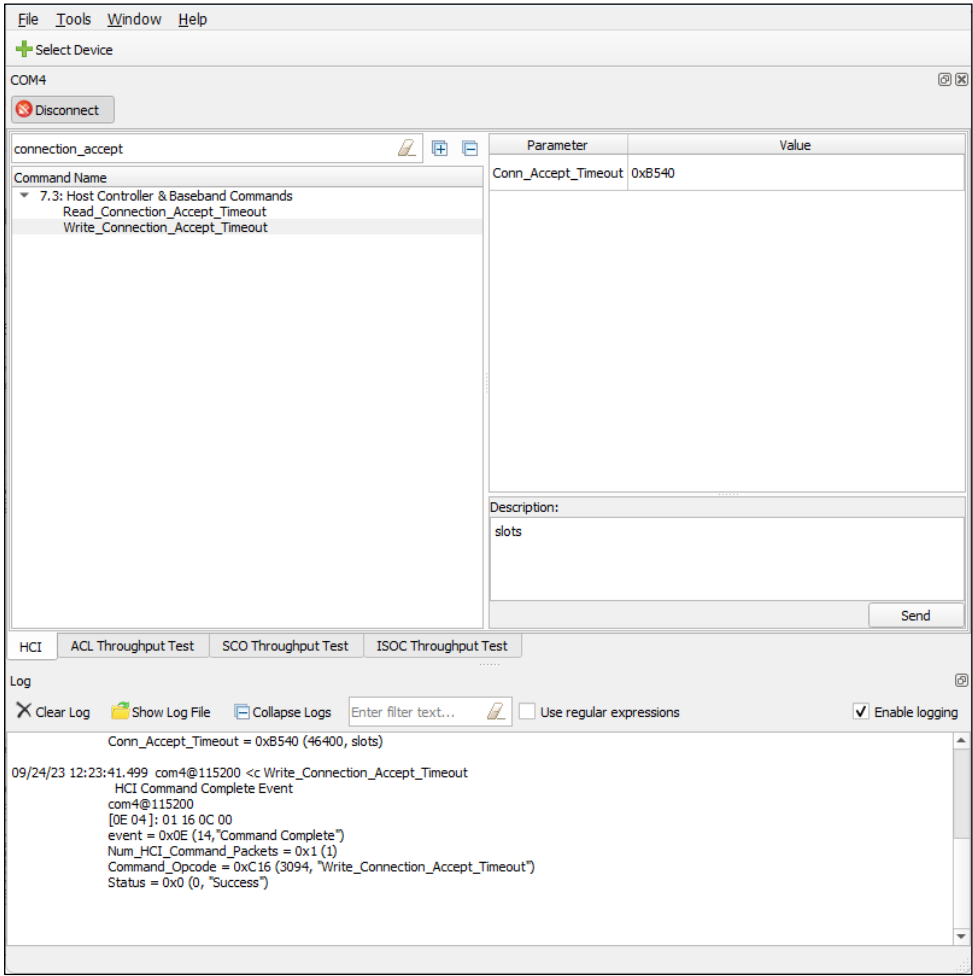 File Tools Window Help
Select Device
COM4
Disconnect
connection_accept
Command Name
7.3: Host Controller & Baseband Commands
Read_Connection_Accept_Timeout
Write_Connection_Accept_Timeout
Parameter Value
Conn_Accept_Timeout 0xB540
Description:
slots
Send
HCI ACL Throughput Test SCO Throughput Test ISOC Throughput Test
Log
Clear Log Show Log File Collapse Logs Enter filter text... Use regular expressions Enable logging
Conn_Accept_Timeout = 0xB540 (46400, slots)
09/24/23 12:23:41.499 com4@115200 <c Write_Connection_Accept_Timeout
HCI Command Complete Event
com4@115200
[0E 04 ]: 01 16 0C 00
event = 0x0E (14,"Command Complete")
Num_HCI_Command_Packets = 0x1 (1)
Command_Opcode = 0xC16 (3094, "Write_Connection_Accept_Timeout")
Status = 0x0 (0, "Success")